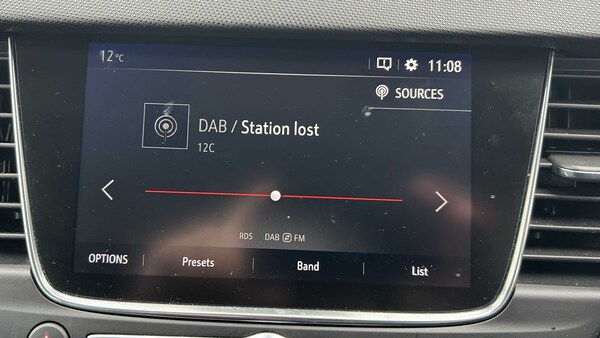 12°C
11:08
SOURCES
DAB / Station lost
12C
RDS DAB FM
OPTIONS Presets Band List